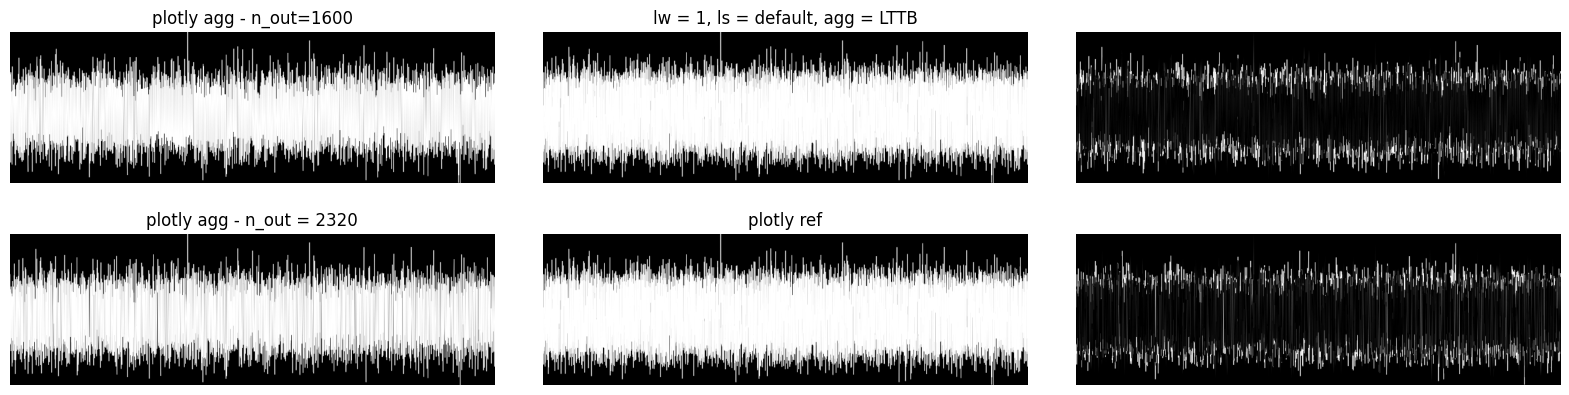 plotly agg - n_out=1600
lw = 1, ls = default, agg = LTTB
plotly agg - n_out = 2320
plotly ref